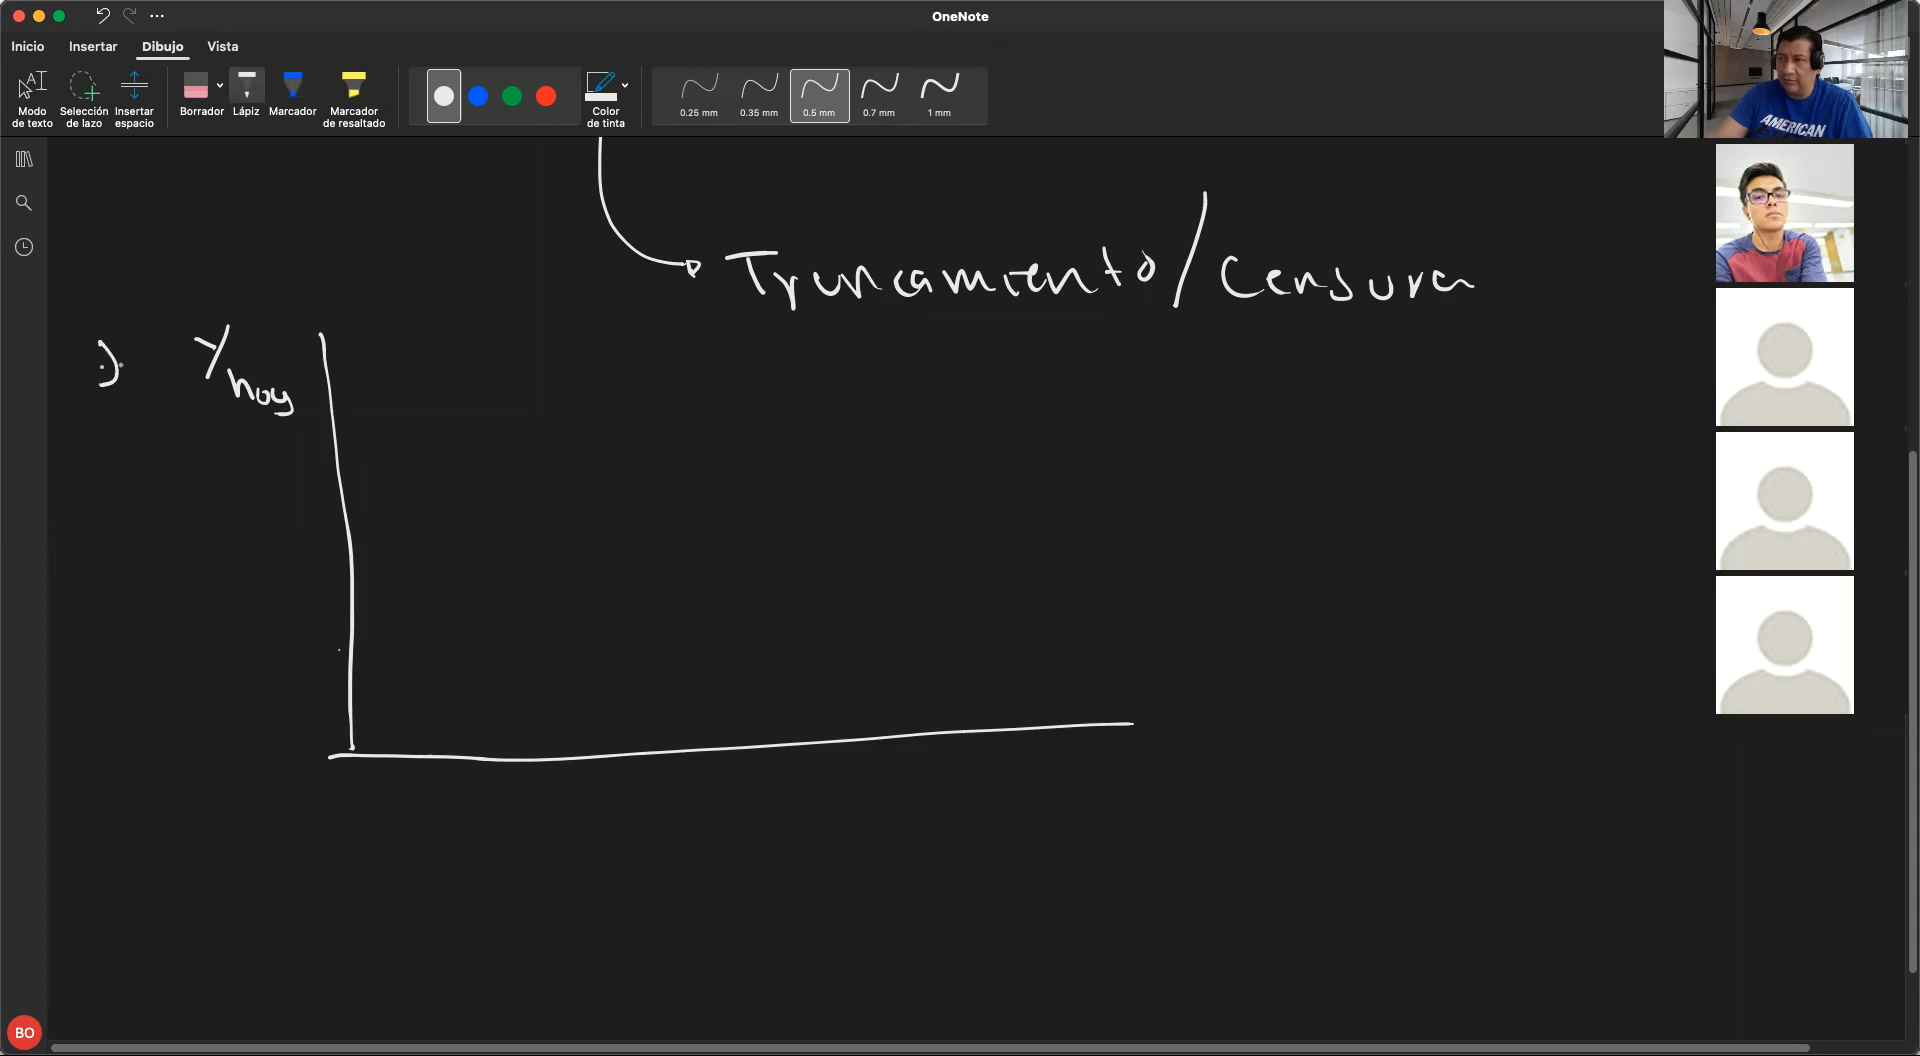 OneNote
Inicio Insertar Dibujo Vista
Modo de texto
Selección de lazo
Insertar espacio
Borrador
Lápiz
Marcador
Marcador de resaltado
Color de tinta
0.25 mm
0.35 mm
0.5 mm
0.7 mm
1 mm
AMERICAN
Truncamiento / Censura
Y/hoy
BO